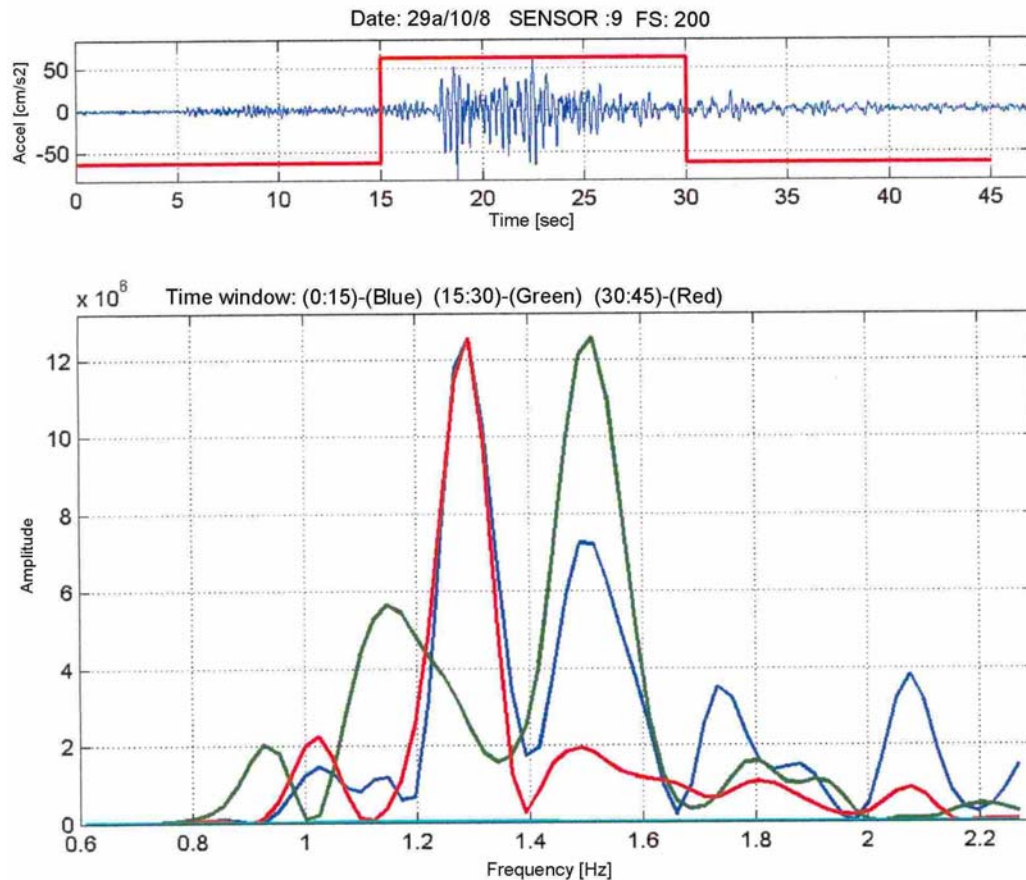 Date: 29a/10/8 SENSOR :9 FS: 200
Accel [cm/s2]
50
0
-50
0 5 10 15 20 25 30 35 40 45
Time [sec]
x 10^6
Time window: (0:15)-(Blue) (15:30)-(Green) (30:45)-(Red)
Amplitude
12
10
8
6
4
2
0
0.6 0.8 1 1.2 1.4 1.6 1.8 2 2.2
Frequency [Hz]